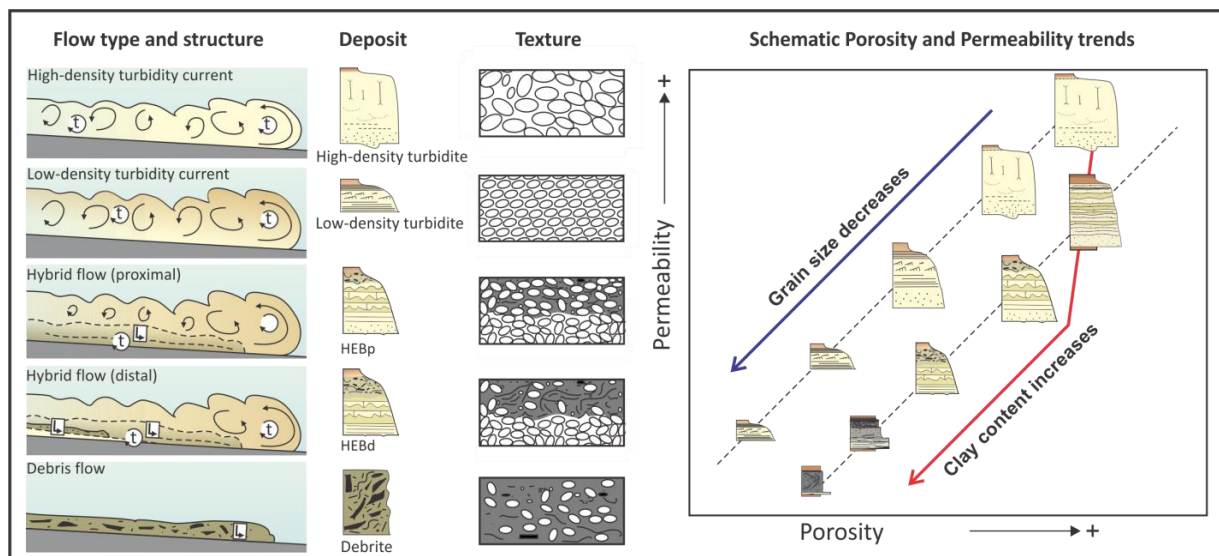 Flow type and structure
Deposit
Texture
Schematic Porosity and Permeability trends
High-density turbidity current
t
t
High-density turbidite
Low-density turbidity current
t
t
Low-density turbidite
Hybrid flow (proximal)
L
t
HEBp
Hybrid flow (distal)
L
L
t
t
HEBd
Debris flow
L
Debrite
+
Permeability
Grain size decreases
Clay content increases
Porosity
+